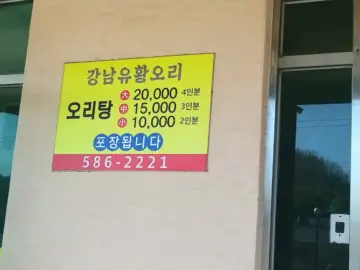 강남유황오리
오리탕
大 20,000 4인분
中 15,000 3인분
小 10,000 2인분
포장됩니다
586-2221